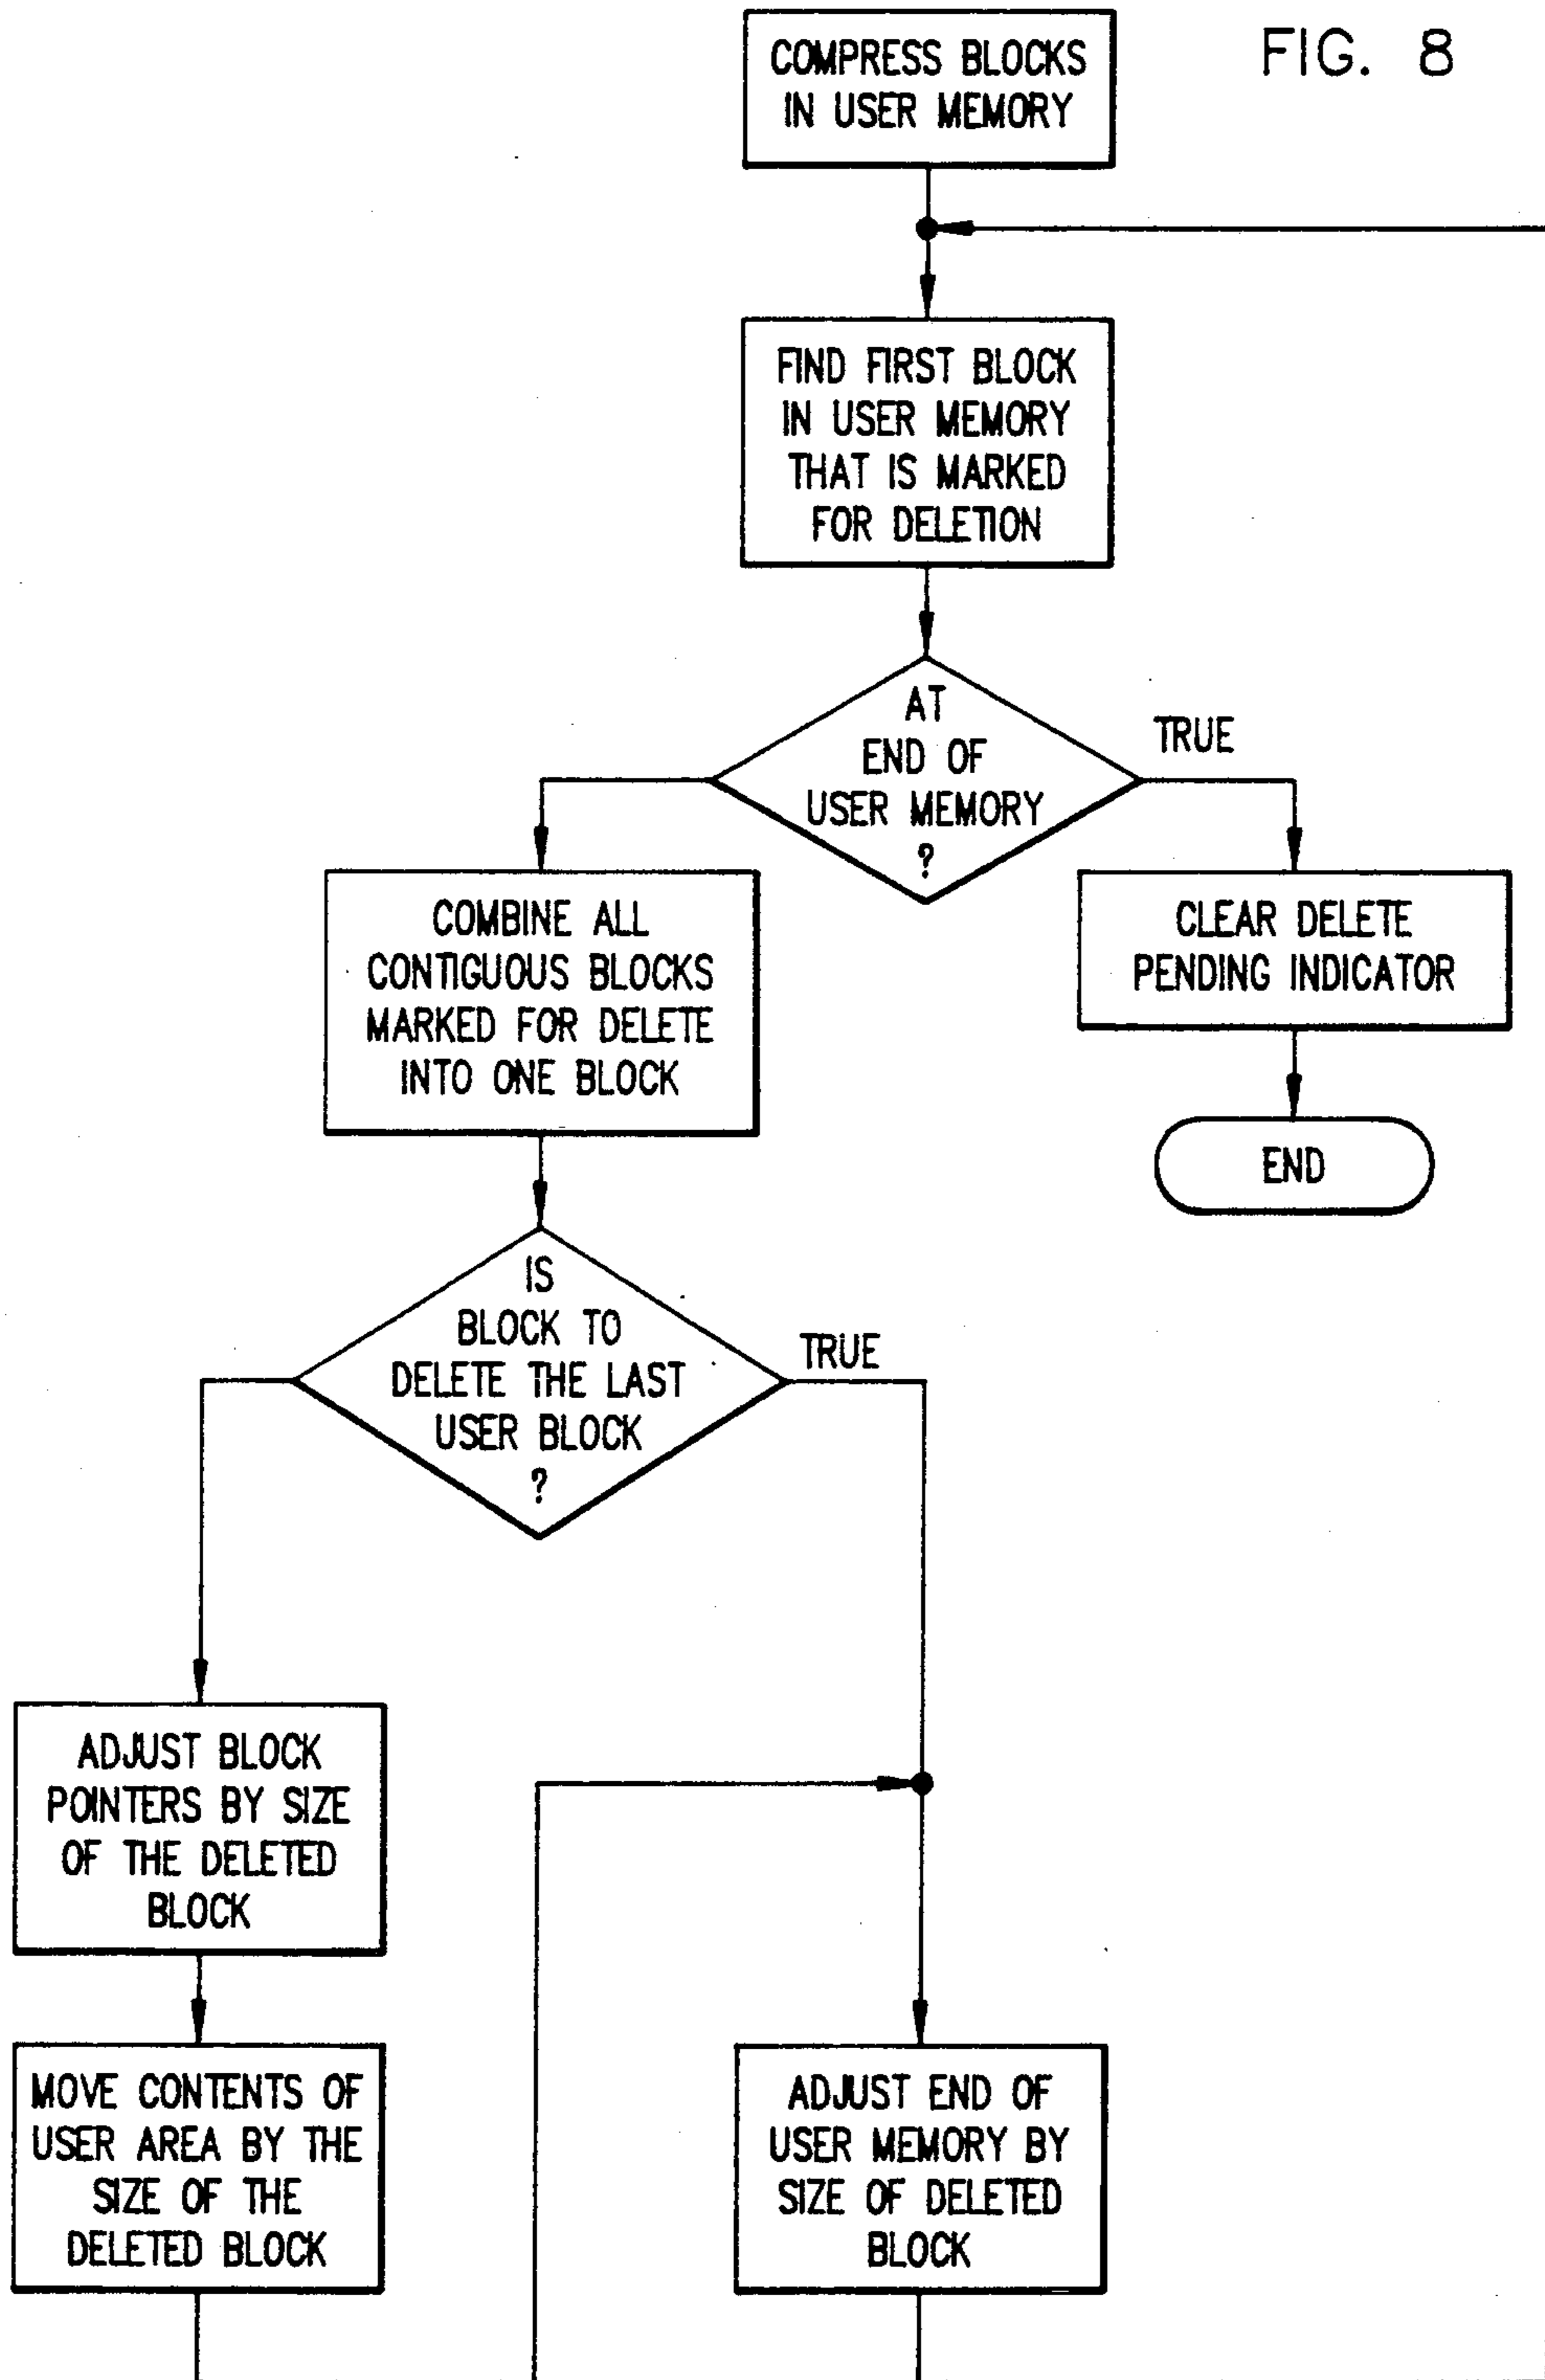 FIG. 8
COMPRESS BLOCKS
IN USER MEMORY
FIND FIRST BLOCK
IN USER MEMORY
THAT IS MARKED
FOR DELETION
AT
END OF
USER MEMORY
?
TRUE
COMBINE ALL
CONTIGUOUS BLOCKS
MARKED FOR DELETE
INTO ONE BLOCK
CLEAR DELETE
PENDING INDICATOR
END
IS
BLOCK TO
DELETE THE LAST
USER BLOCK
?
TRUE
ADJUST BLOCK
POINTERS BY SIZE
OF THE DELETED
BLOCK
MOVE CONTENTS OF
USER AREA BY THE
SIZE OF THE
DELETED BLOCK
ADJUST END OF
USER MEMORY BY
SIZE OF DELETED
BLOCK